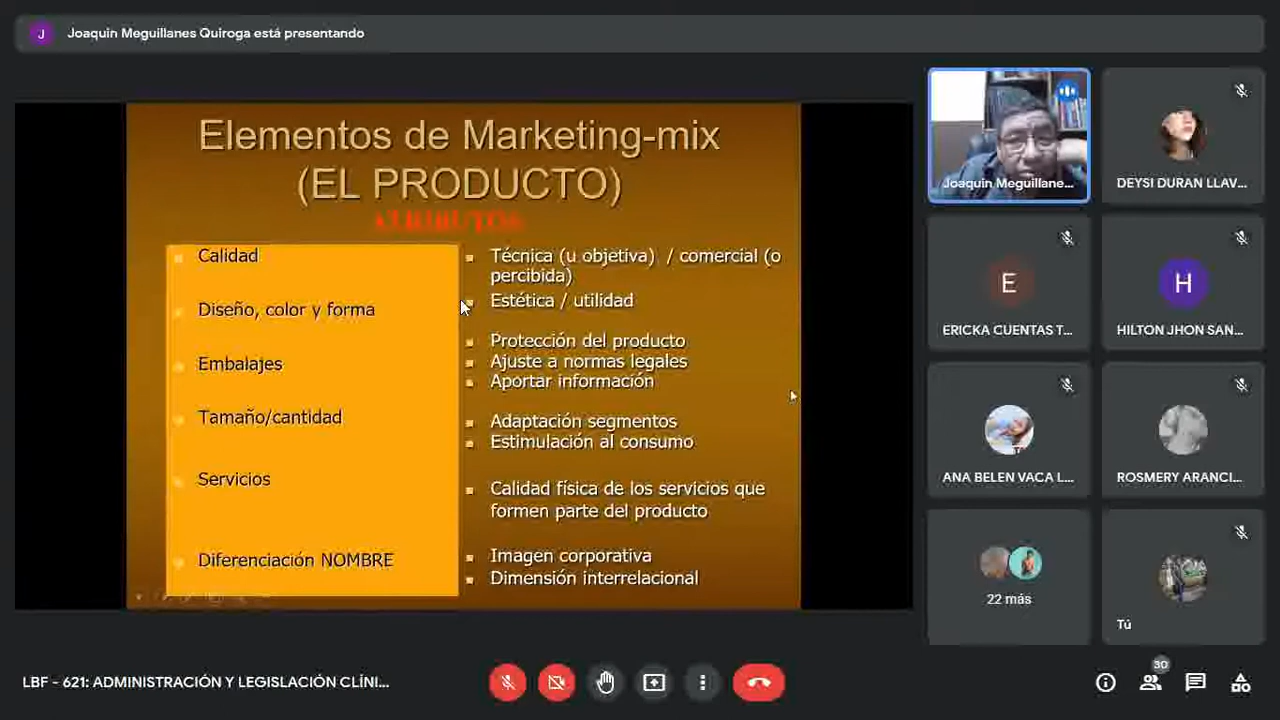 J
Joaquin Meguillanes Quiroga está presentando
Elementos de Marketing-mix
(EL PRODUCTO)
ATRIBUTOS
Calidad
Diseño, color y forma
Embalajes
Tamaño/cantidad
Servicios
Diferenciación NOMBRE
Técnica (u objetiva) / comercial (o
percibida)
Estética / utilidad
Protección del producto
Ajuste a normas legales
Aportar información
Adaptación segmentos
Estimulación al consumo
Calidad física de los servicios que
formen parte del producto
Imagen corporativa
Dimensión interrelacional
Joaquin Meguillane...
DEYSI DURAN LLAV...
E
ERICKA CUENTAS T...
H
HILTON JHON SAN...
ANA BELEN VACA L...
ROSMERY ARANCI...
22 más
Tú
LBF - 621: ADMINISTRACIÓN Y LEGISLACIÓN CLÍNI...
30